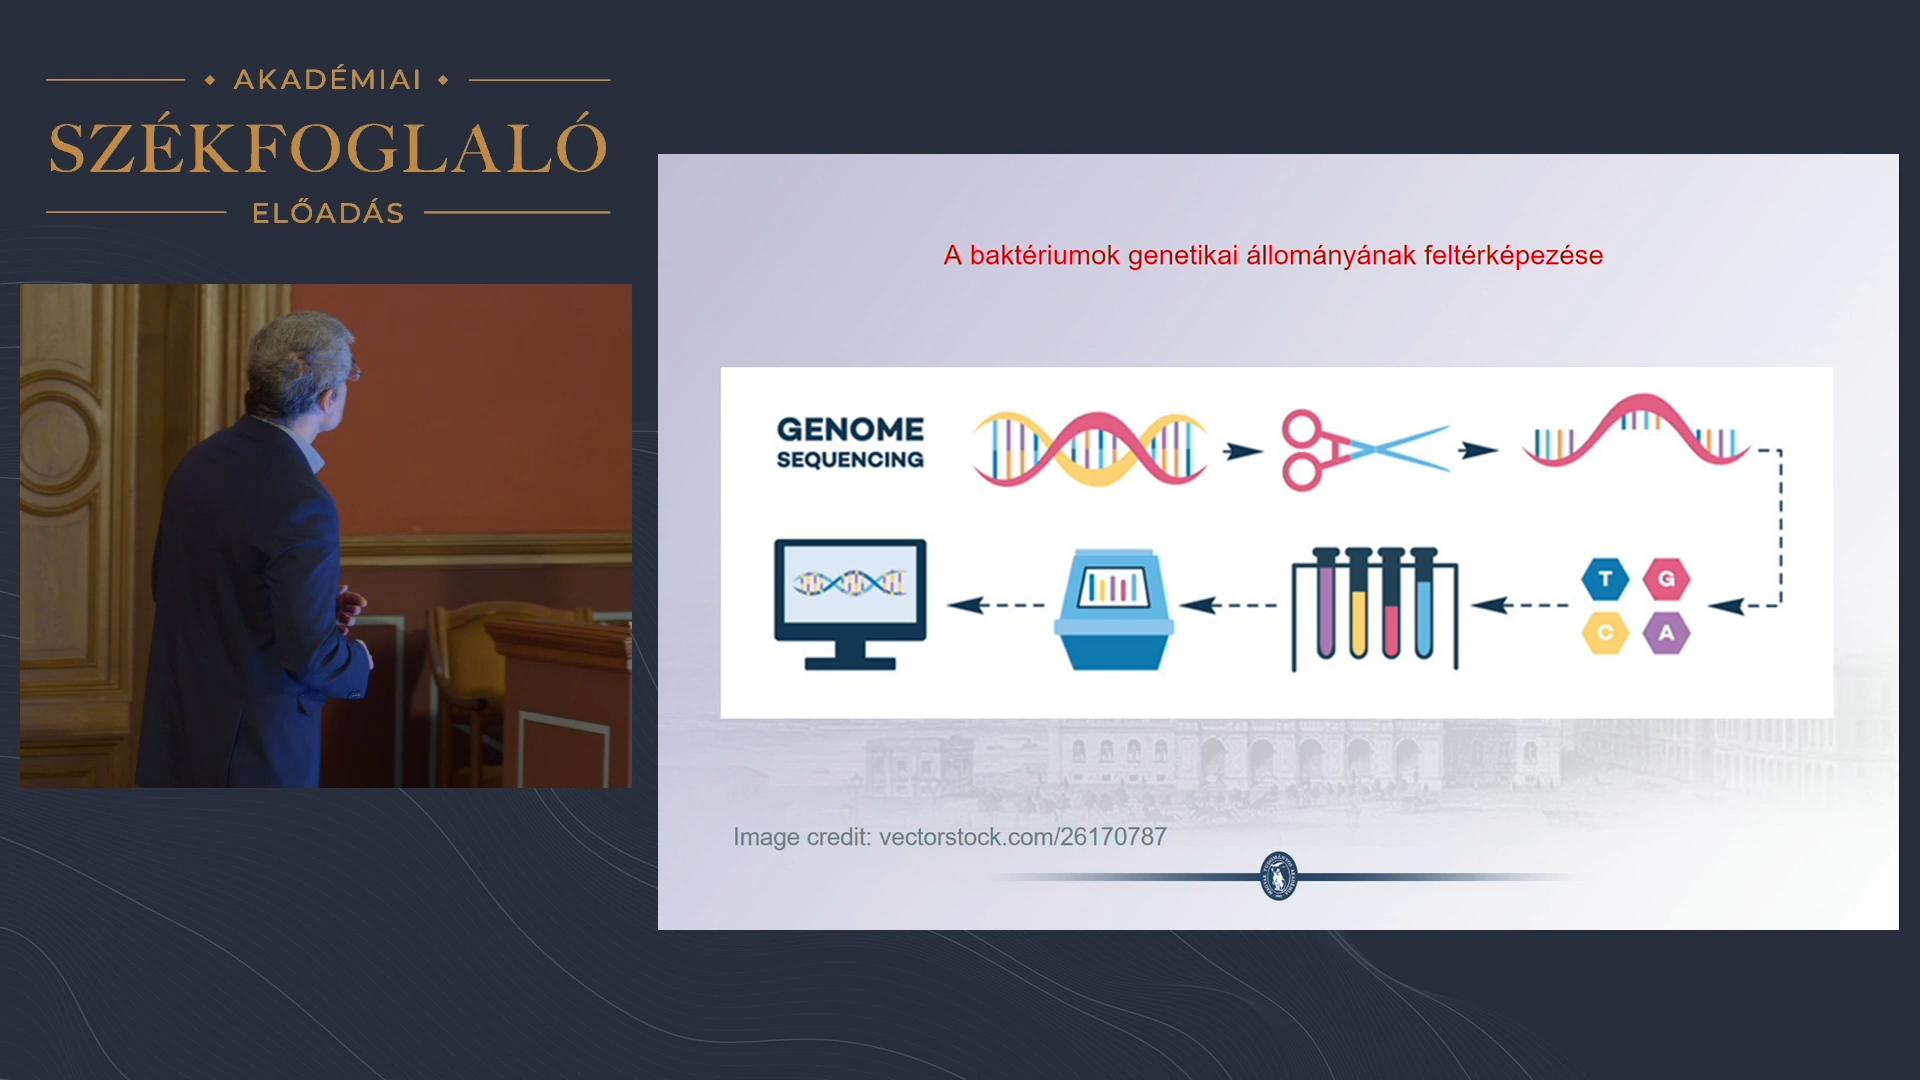 AKADÉMIAI
SZÉKFOGLALÓ
ELŐADÁS
A baktériumok genetikai állományának feltérképezése
GENOME
SEQUENCING
T G
C A
Image credit: vectorstock.com/26170787